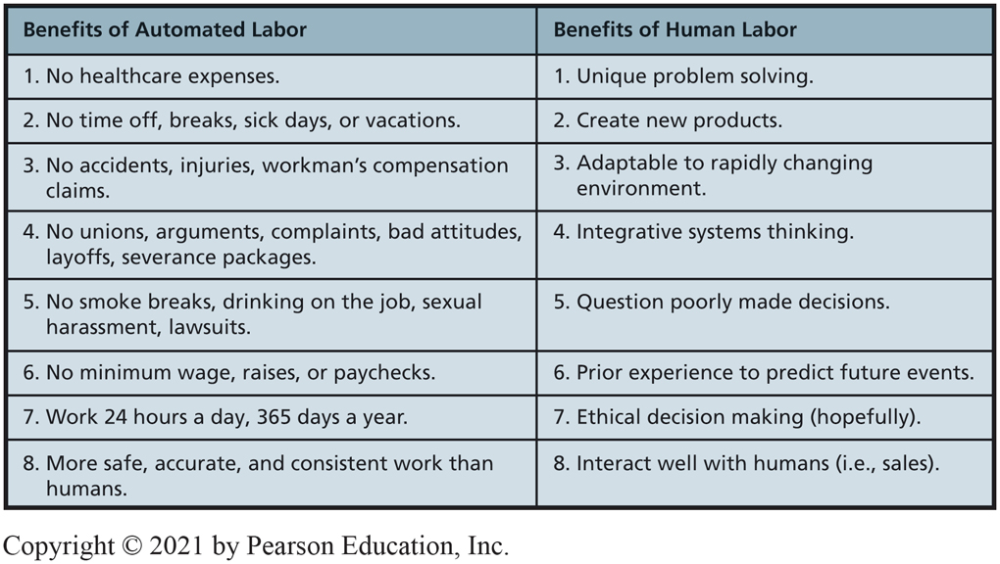 Benefits of Automated Labor
Benefits of Human Labor
1. No healthcare expenses.
1. Unique problem solving.
2. No time off, breaks, sick days, or vacations.
2. Create new products.
3. No accidents, injuries, workman’s compensation
claims.
3. Adaptable to rapidly changing
environment.
4. No unions, arguments, complaints, bad attitudes,
layoffs, severance packages.
4. Integrative systems thinking.
5. No smoke breaks, drinking on the job, sexual
harassment, lawsuits.
5. Question poorly made decisions.
6. No minimum wage, raises, or paychecks.
6. Prior experience to predict future events.
7. Work 24 hours a day, 365 days a year.
7. Ethical decision making (hopefully).
8. More safe, accurate, and consistent work than
humans.
8. Interact well with humans (i.e., sales).
Copyright © 2021 by Pearson Education, Inc.